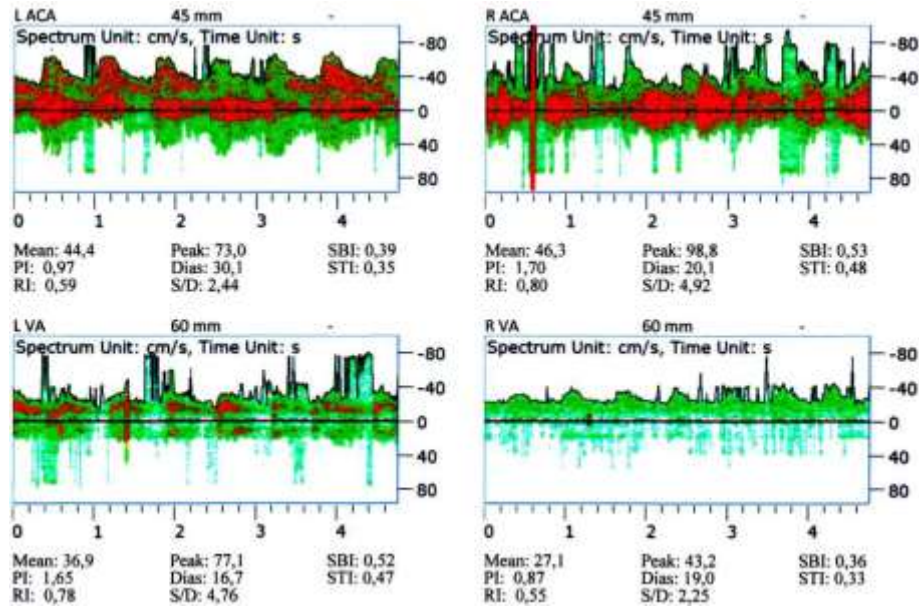 L ACA 45 mm -
Spectrum Unit: cm/s, Time Unit: s
-80
-40
0
40
80
0 1 2 3 4
Mean: 44,4 Peak: 73,0 SBI: 0,39
PI: 0,97 Dias: 30,1 STI: 0,35
RI: 0,59 S/D: 2,44
R ACA 45 mm -
Spectrum Unit: cm/s, Time Unit: s
-80
-40
0
40
80
0 1 2 3 4
Mean: 46,3 Peak: 98,8 SBI: 0,53
PI: 1,70 Dias: 20,1 STI: 0,48
RI: 0,80 S/D: 4,92
L VA 60 mm -
Spectrum Unit: cm/s, Time Unit: s
-80
-40
0
40
80
0 1 2 3 4
Mean: 36,9 Peak: 77,1 SBI: 0,52
PI: 1,65 Dias: 16,7 STI: 0,47
RI: 0,78 S/D: 4,76
R VA 60 mm -
Spectrum Unit: cm/s, Time Unit: s
-80
-40
0
40
80
0 1 2 3 4
Mean: 27,1 Peak: 43,2 SBI: 0,36
PI: 0,87 Dias: 19,0 STI: 0,33
RI: 0,55 S/D: 2,25